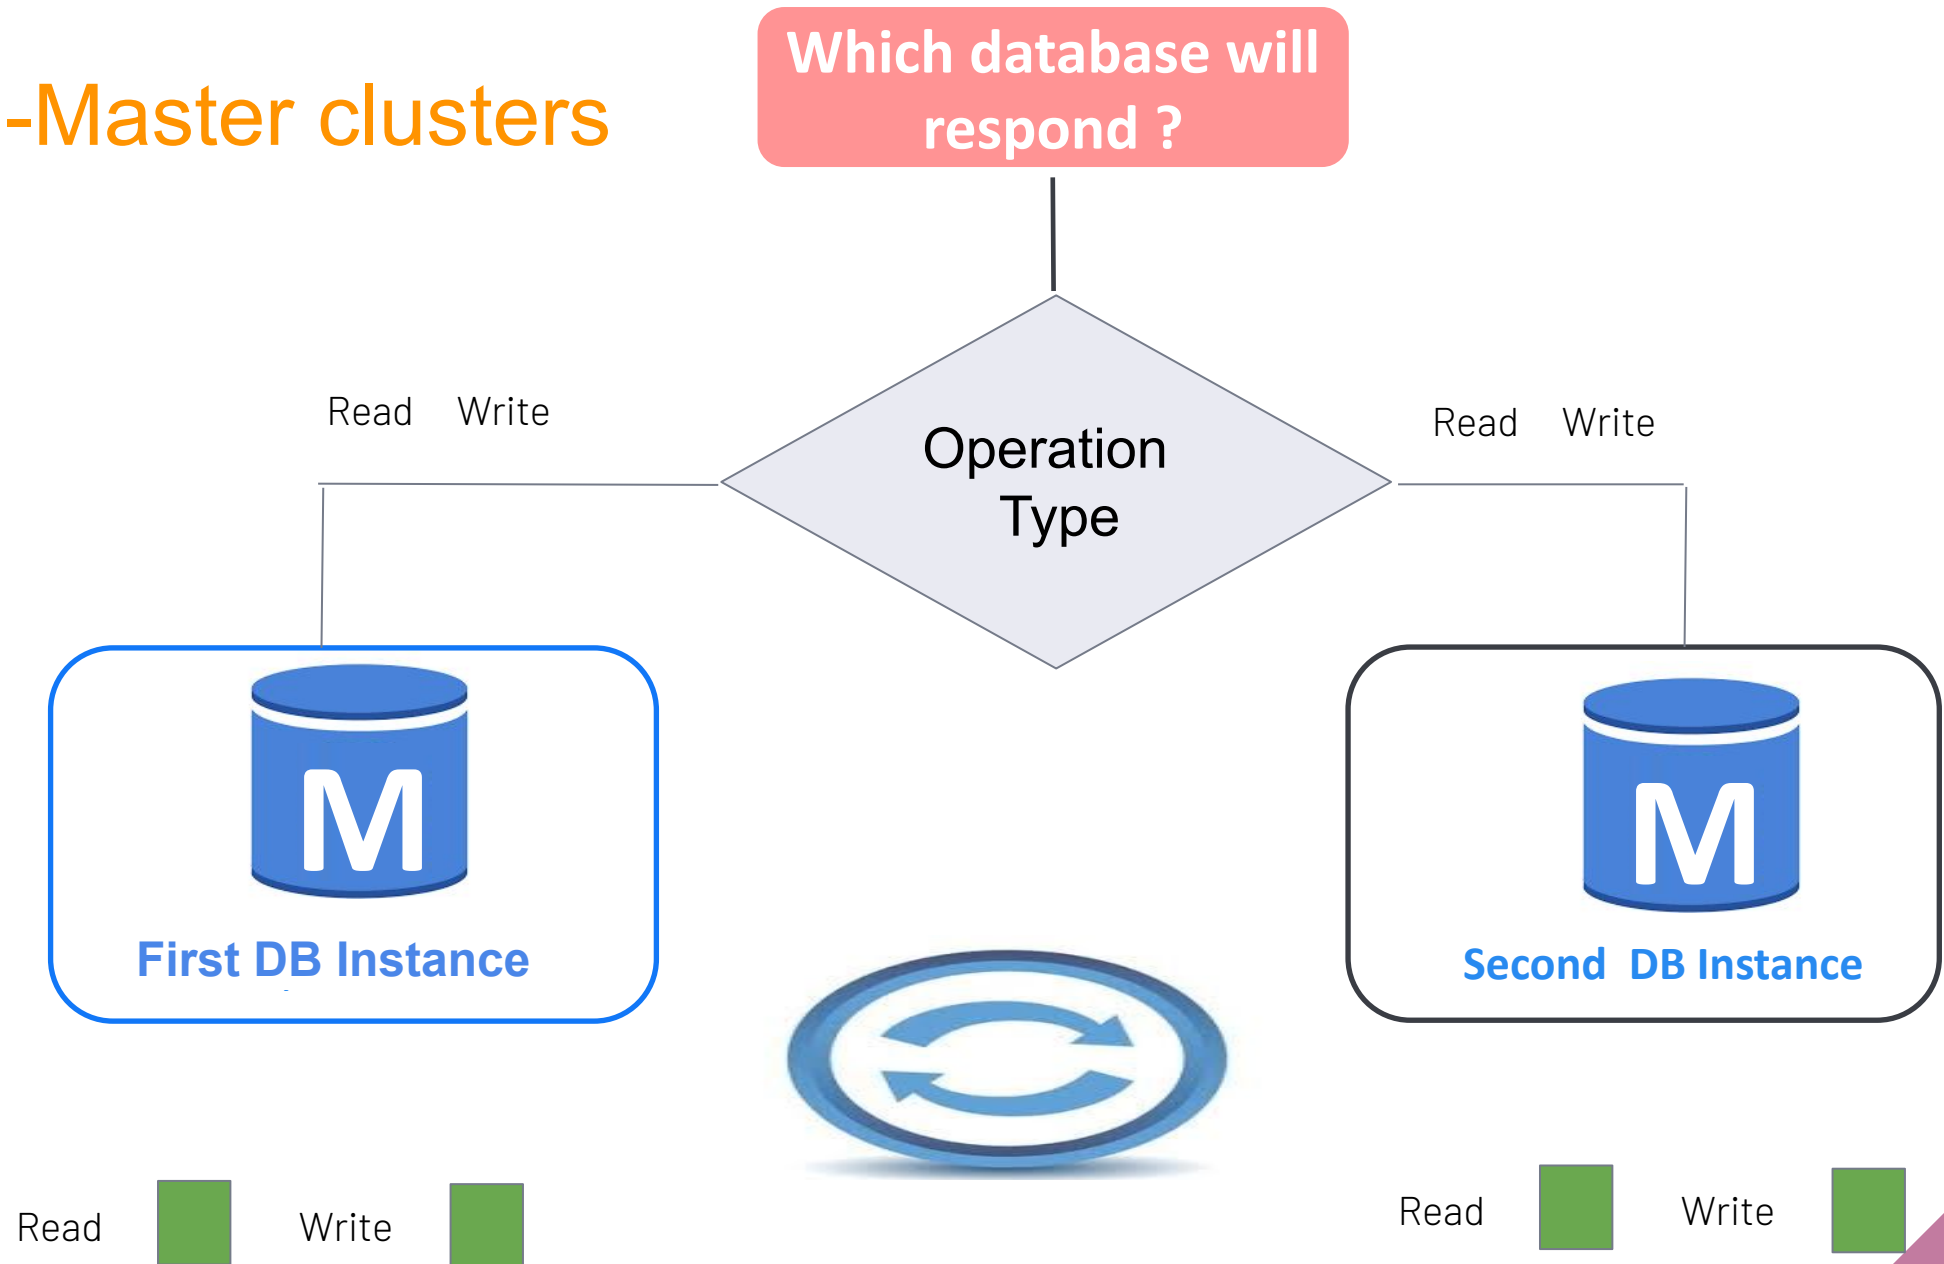 -Master clusters
Which database will
respond ?
Read Write
Read Write
Operation
Type
M
First DB Instance
M
Second DB Instance
Read Write
Read Write